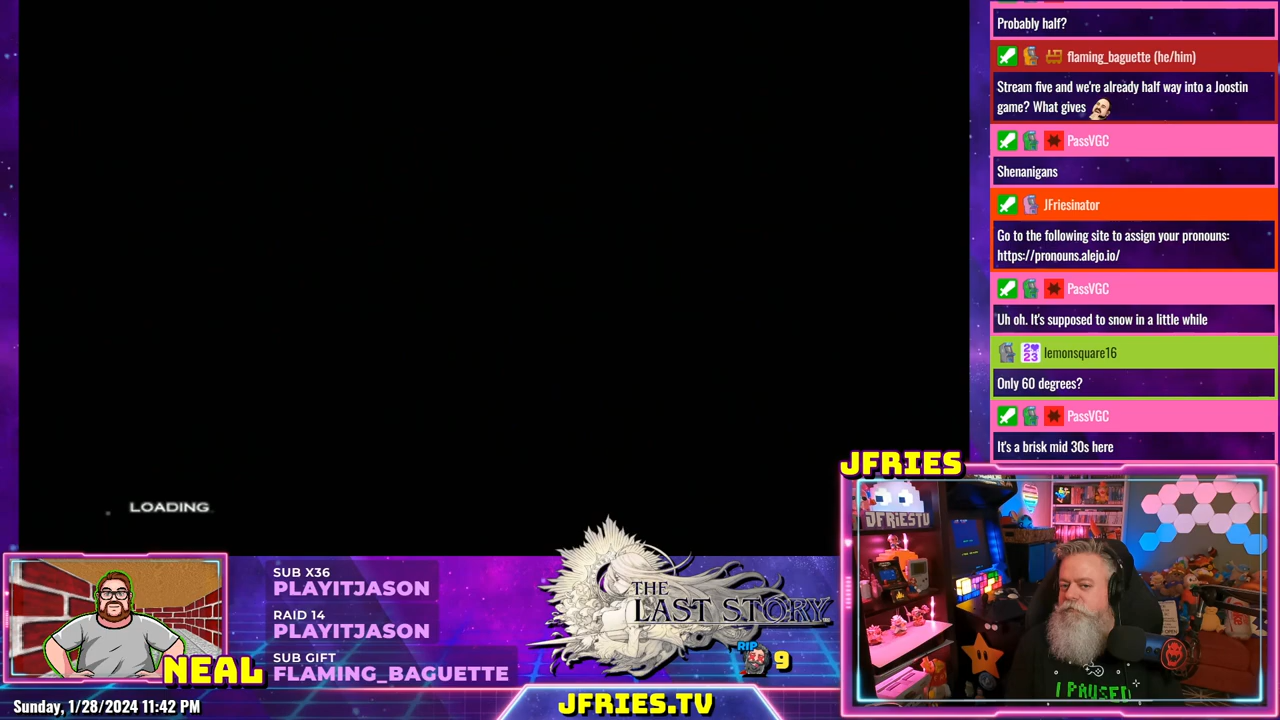 Probably half?
flaming_baguette (he/him)
Stream five and we're already half way into a Joostin
game? What gives
PassVGC
Shenanigans
JFriesinator
Go to the following site to assign your pronouns:
https://pronouns.alejo.io/
PassVGC
Uh oh. It's supposed to snow in a little while
lemonsquare16
Only 60 degrees?
PassVGC
It's a brisk mid 30s here
LOADING
JFRIES
JFRIESTV
I PAUSED
NEAL
SUB X36
PLAYITJASON
RAID 14
PLAYITJASON
SUB GIFT
FLAMING_BAGUETTE
THE
LAST STORY
RIP
9
JFRIES.TV
Sunday, 1/28/2024 11:42 PM